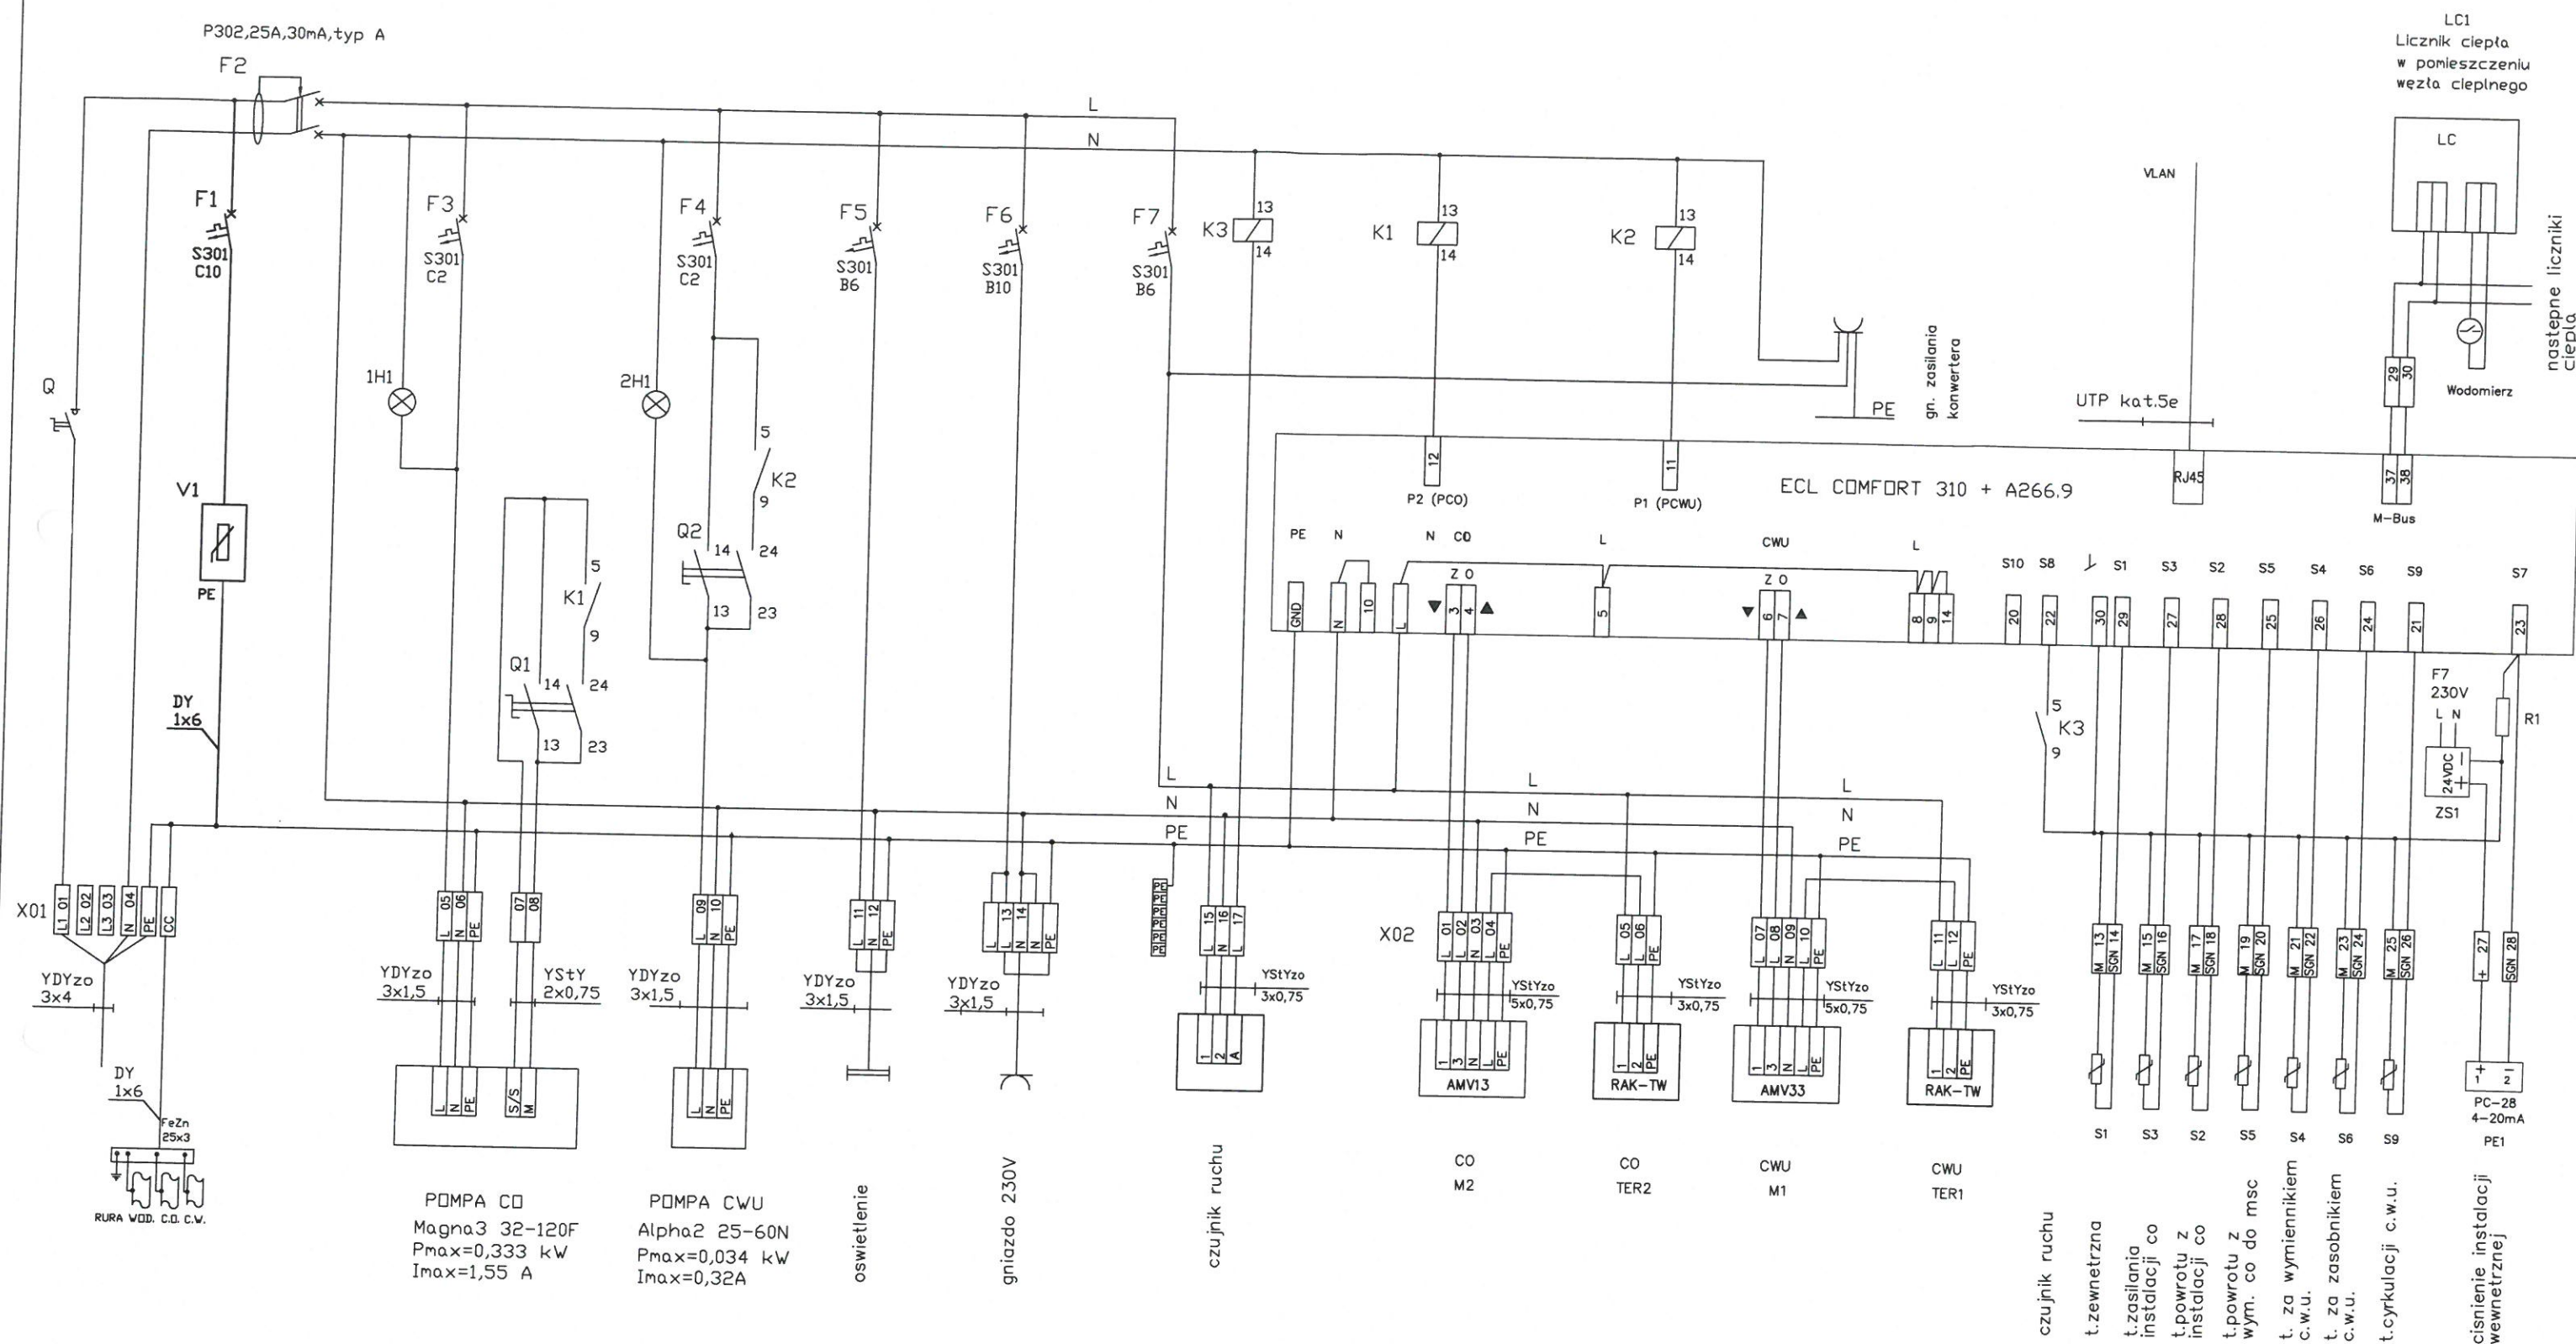 P302,25A,30mA,typ A
F2
LC1
Licznik ciepła
w pomieszczeniu
węzła cieplnego
LC
L
N
VLAN
następne liczniki
ciepła
F1
S301
C10
F3
S301
C2
F4
S301
C2
F5
S301
B6
F6
S301
B10
F7
S301
B6
K3
13
14
K1
13
14
K2
13
14
Q
1H1
2H1
5
K2
9
gn. zasilania
konwertera
PE
UTP kat.5e
29
30
Wodomierz
V1
PE
12
P2 (PCO)
11
P1 (PCWU)
ECL COMFORT 310 + A266.9
RJ45
37
38
M-Bus
Q2
14
24
13
23
5
K1
9
Q1
14
24
13
23
PE
N
N
CO
L
CWU
L
S10
S8
S1
S3
S2
S5
S4
S6
S9
S7
Z O
Z O
GND
N
10
L
3
4
5
6
7
8
9
14
20
22
30
29
27
28
25
26
24
21
23
DY
1x6
5
K3
9
F7
230V
L N
R1
24VDC
- +
ZS1
L
N
PE
L
N
PE
L
N
PE
X01
L1 01
L2 02
L3 03
N 04
PE
CC
L 05
N 06
PE
07
08
L 09
N 10
PE
L 11
N 12
PE
L
L 13
N 14
N
PE
PE
PE
PE
PE
PE
PE
L 15
N 16
L 17
X02
L 01
L 02
N 03
L 04
PE
L 05
L 06
PE
L 07
L 08
N 09
L 10
PE
L 11
L 12
PE
M 13
SGN 14
M 15
SGN 16
M 17
SGN 18
M 19
SGN 20
M 21
SGN 22
M 23
SGN 24
M 25
SGN 26
+ 27
SGN 28
YDYzo
3x4
YDYzo
3x1,5
YStY
2x0,75
YDYzo
3x1,5
YDYzo
3x1,5
YDYzo
3x1,5
YStYzo
3x0,75
YStYzo
5x0,75
YStYzo
3x0,75
YStYzo
5x0,75
YStYzo
3x0,75
DY
1x6
FeZn
25x3
RURA WOD. C.O. C.W.
L
N
PE
S/S
M
L
N
PE
1
2
A
1
3
N
L
PE
AMV13
1
2
PE
RAK-TW
1
3
N
L
PE
AMV33
1
2
PE
RAK-TW
+ -
1 2
PC-28
4-20mA
PE1
S1
S3
S2
S5
S4
S6
S9
POMPA CO
Magna3 32-120F
Pmax=0,333 kW
Imax=1,55 A
POMPA CWU
Alpha2 25-60N
Pmax=0,034 kW
Imax=0,32A
oswietlenie
gniazdo 230V
czujnik ruchu
CO
M2
CO
TER2
CWU
M1
CWU
TER1
czujnik ruchu
t.zewnetrzna
t.zasilania
instalacji co
t.powrotu z
instalacji co
t.powrotu z
wym. co do msc
t. za wymiennikiem
c.w.u.
t. za zasobnikiem
c.w.u.
t.cyrkulacji c.w.u.
cisnienie instalacji
wewnetrznej